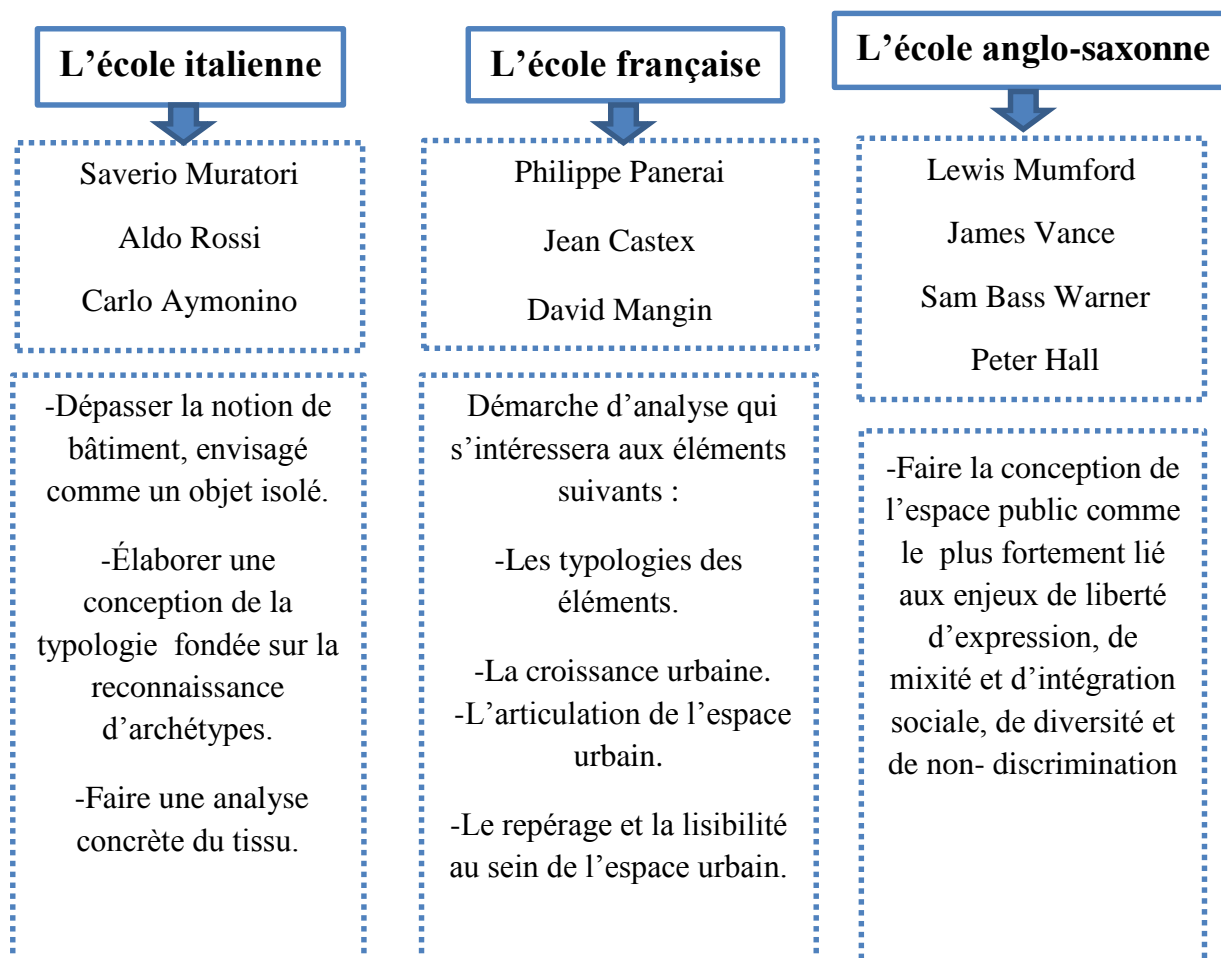 L’école italienne
Saverio Muratori
Aldo Rossi
Carlo Aymonino
-Dépasser la notion de
bâtiment, envisagé
comme un objet isolé.
-Élaborer une
conception de la
typologie fondée sur la
reconnaissance
d’archétypes.
-Faire une analyse
concrète du tissu.
L’école française
Philippe Panerai
Jean Castex
David Mangin
Démarche d’analyse qui
s’intéressera aux éléments
suivants :
-Les typologies des
éléments.
-La croissance urbaine.
-L’articulation de l’espace
urbain.
-Le repérage et la lisibilité
au sein de l’espace urbain.
L’école anglo-saxonne
Lewis Mumford
James Vance
Sam Bass Warner
Peter Hall
-Faire la conception de
l’espace public comme
le plus fortement lié
aux enjeux de liberté
d’expression, de
mixité et d’intégration
sociale, de diversité et
de non- discrimination